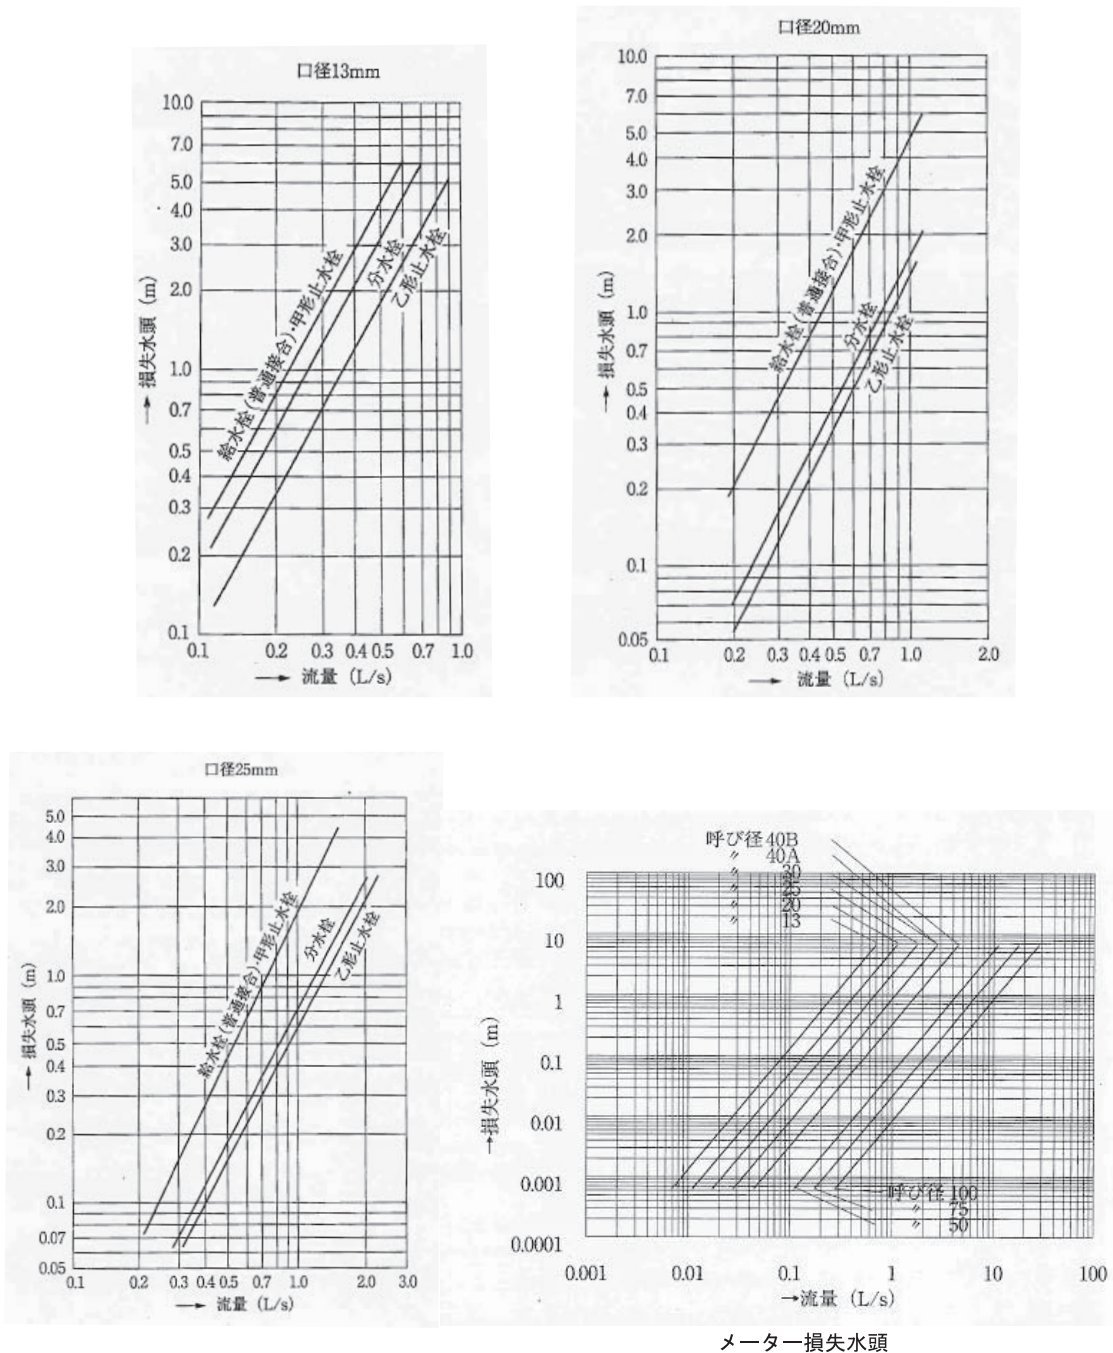 口径13mm
10.0
7.0
5.0
4.0
3.0
2.0
1.0
0.7
0.5
0.4
0.3
0.2
0.1
→ 損失水頭 (m)
給水栓(普通接合)・甲形止水栓
分水栓
乙形止水栓
0.1 0.2 0.3 0.4 0.5 0.7 1.0
→ 流量 (L/s)
口径20mm
10.0
7.0
5.0
4.0
3.0
2.0
1.0
0.7
0.5
0.4
0.3
0.2
0.1
0.05
→ 損失水頭 (m)
給水栓(普通接合)・甲形止水栓
分水栓
乙形止水栓
0.1 0.2 0.3 0.4 0.5 0.7 1.0 2.0
→ 流量 (L/s)
口径25mm
5.0
4.0
3.0
2.0
1.0
0.7
0.5
0.4
0.3
0.2
0.1
0.07
0.05
→ 損失水頭 (m)
給水栓(普通接合)・甲形止水栓
分水栓
乙形止水栓
0.1 0.2 0.3 0.4 0.5 0.7 1.0 2.0 3.0
→ 流量 (L/s)
呼び径 40B
〃 40A
〃 30
〃 25
〃 20
〃 13
100
10
1
0.1
0.01
0.001
0.0001
→損失水頭 (m)
呼び径 100
〃 75
〃 50
0.001 0.01 0.1 1 10 100
→流量 (L/s)
メーター損失水頭